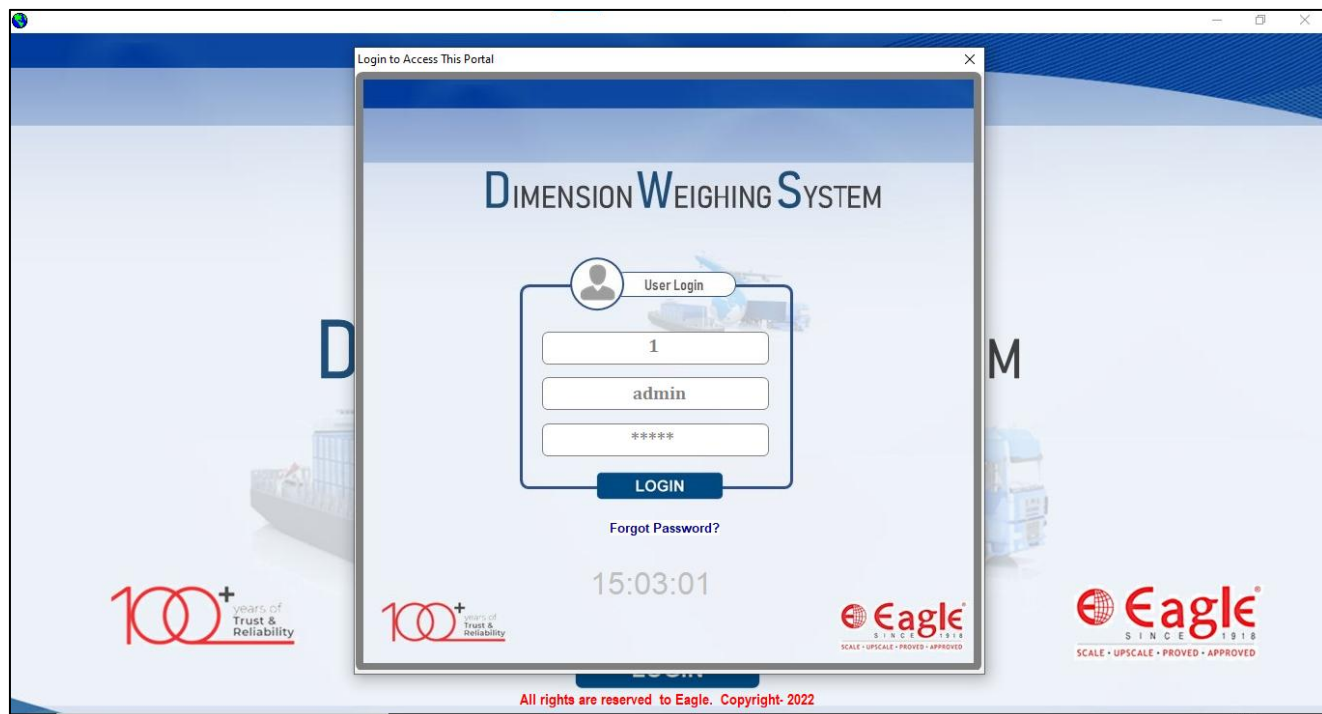 Login to Access This Portal
DIMENSION WEIGHING SYSTEM
User Login
1
admin
*****
LOGIN
Forgot Password?
15:03:01
100+ years of
Trust &
Reliability
Eagle
SINCE 1918
SCALE • UPSCALE • PROVED • APPROVED
D
M
100+ years of
Trust &
Reliability
Eagle
SINCE 1918
SCALE • UPSCALE • PROVED • APPROVED
LOGIN
All rights are reserved to Eagle. Copyright- 2022